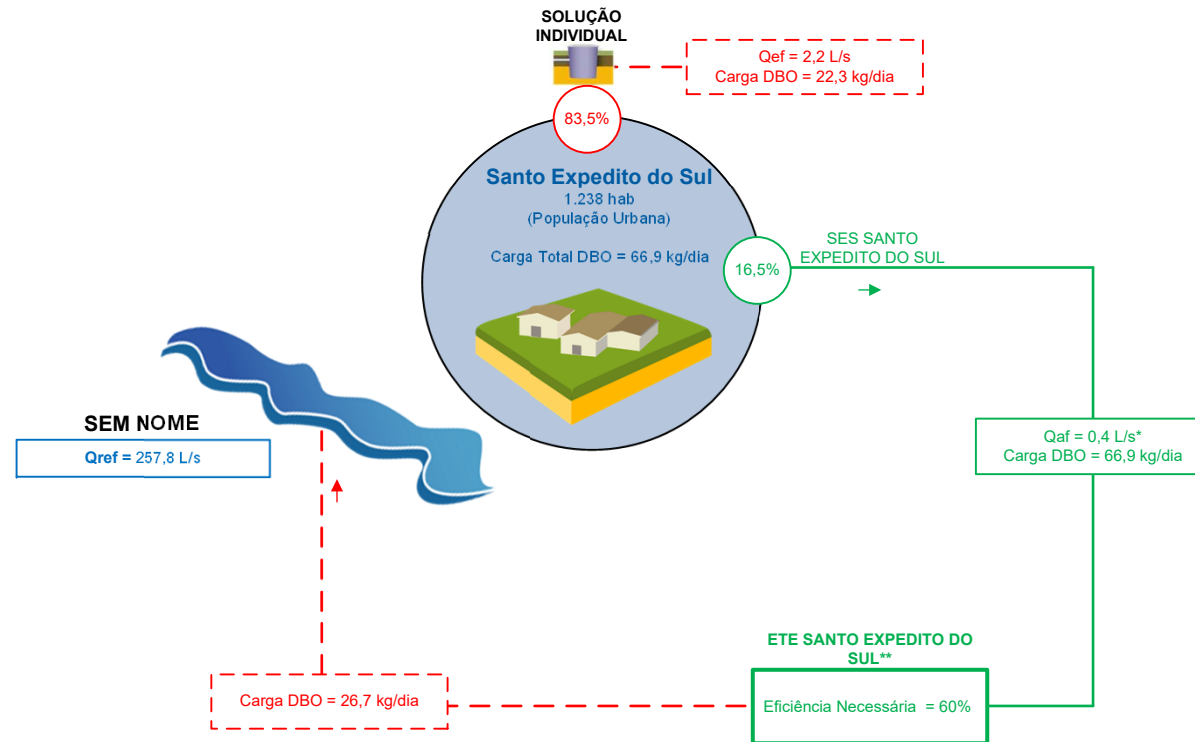 SOLUÇÃO
INDIVIDUAL
Qef = 2,2 L/s
Carga DBO = 22,3 kg/dia
83,5%
Santo Expedito do Sul
1.238 hab
(População Urbana)
Carga Total DBO = 66,9 kg/dia
16,5%
SES SANTO
EXPEDITO DO SUL
SEM NOME
Qref = 257,8 L/s
Qaf = 0,4 L/s*
Carga DBO = 66,9 kg/dia
ETE SANTO EXPEDITO DO
SUL**
Eficiência Necessária = 60%
Carga DBO = 26,7 kg/dia